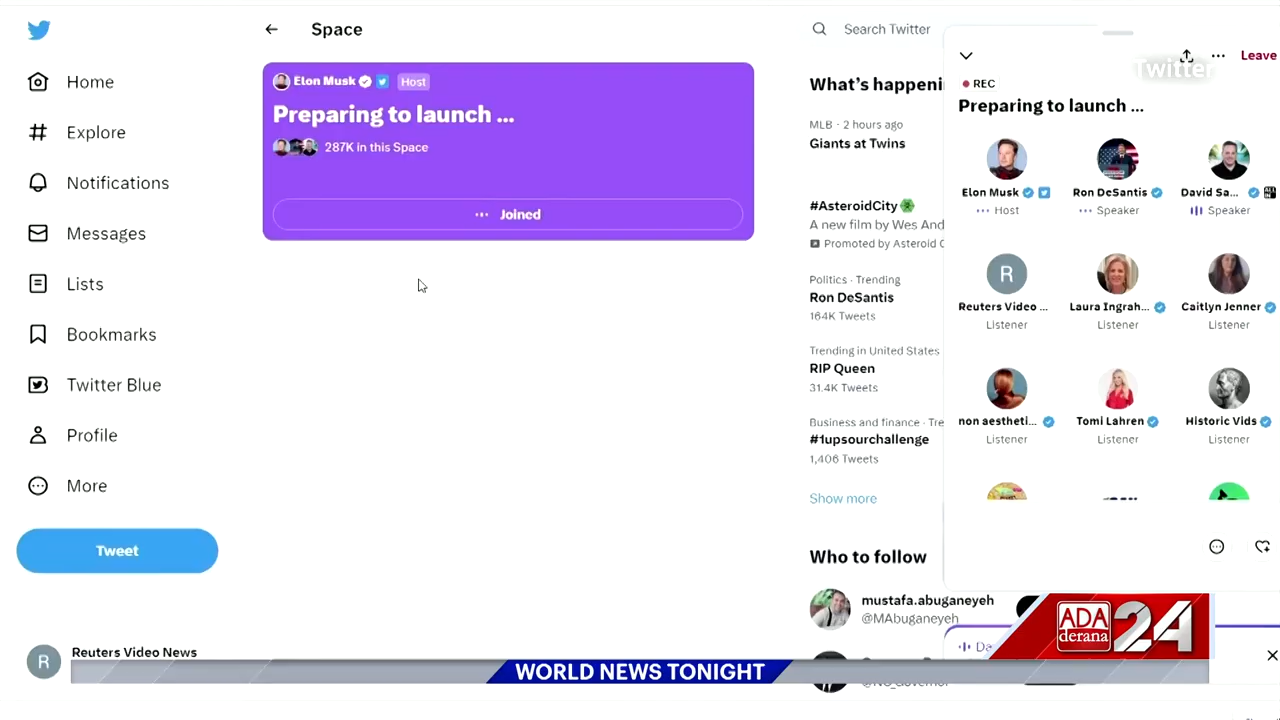 Home
Explore
Notifications
Messages
Lists
Bookmarks
Twitter Blue
Profile
More
Tweet
R
Reuters Video News
Space
Elon Musk Host
Preparing to launch ...
287K in this Space
Joined
Search Twitter
What's happeni
MLB · 2 hours ago
Giants at Twins
#AsteroidCity
A new film by Wes And
Promoted by Asteroid C
Politics · Trending
Ron DeSantis
164K Tweets
Trending in United States
RIP Queen
31.4K Tweets
Business and finance · Tre
#1upsourchallenge
1,406 Tweets
Show more
Who to follow
mustafa.abuganeyeh
@MAbuganeyeh
Twitter
Leave
REC
Preparing to launch ...
Elon Musk
Host
Ron DeSantis
Speaker
David Sa...
Speaker
R
Reuters Video ...
Listener
Laura Ingrah...
Listener
Caitlyn Jenner
Listener
non aestheti...
Listener
Tomi Lahren
Listener
Historic Vids
Listener
Da
ADA
derana
24
WORLD NEWS TONIGHT